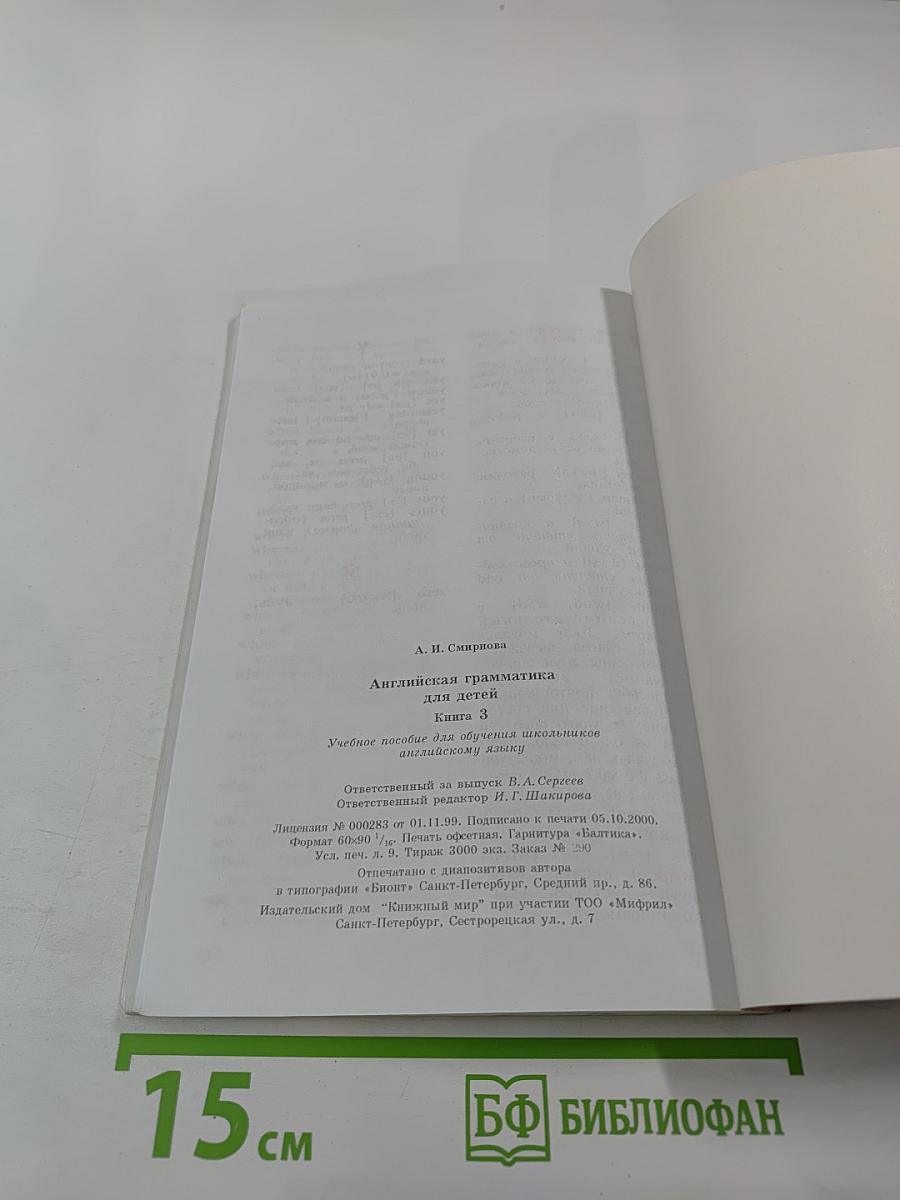 А. И. Смирнова
Английская грамматика
для детей
Книга 3
Учебное пособие для обучения школьников
английскому языку
Ответственный за выпуск В. А. Сергеев
Ответственный редактор И. Г. Шакирова
Лицензия № 000283 от 01.11.99. Подписано к печати 05.10.2000.
Формат 60×90 1/16. Печать офсетная. Гарнитура «Балтика».
Усл. печ. л. 9. Тираж 3000 экз. Заказ № 290
Отпечатано с диапозитивов автора
в типографии «Бионт» Санкт-Петербург, Средний пр., д. 86.
Издательский дом "Книжный мир" при участии ТОО «Мифрил»
Санкт-Петербург, Сестрорецкая ул., д. 7
15 см
БФ БИБЛИОФАН